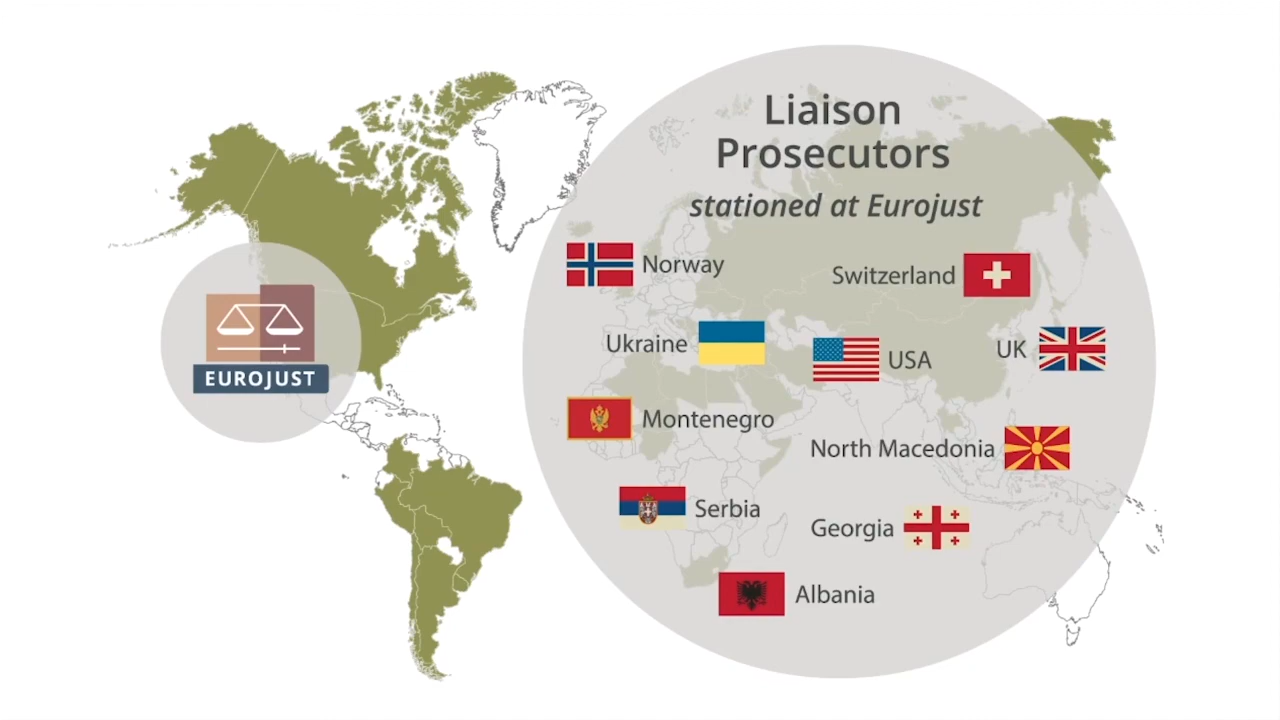 Liaison
Prosecutors
stationed at Eurojust
Norway
Switzerland
Ukraine
USA
UK
EUROJUST
Montenegro
North Macedonia
Serbia
Georgia
Albania